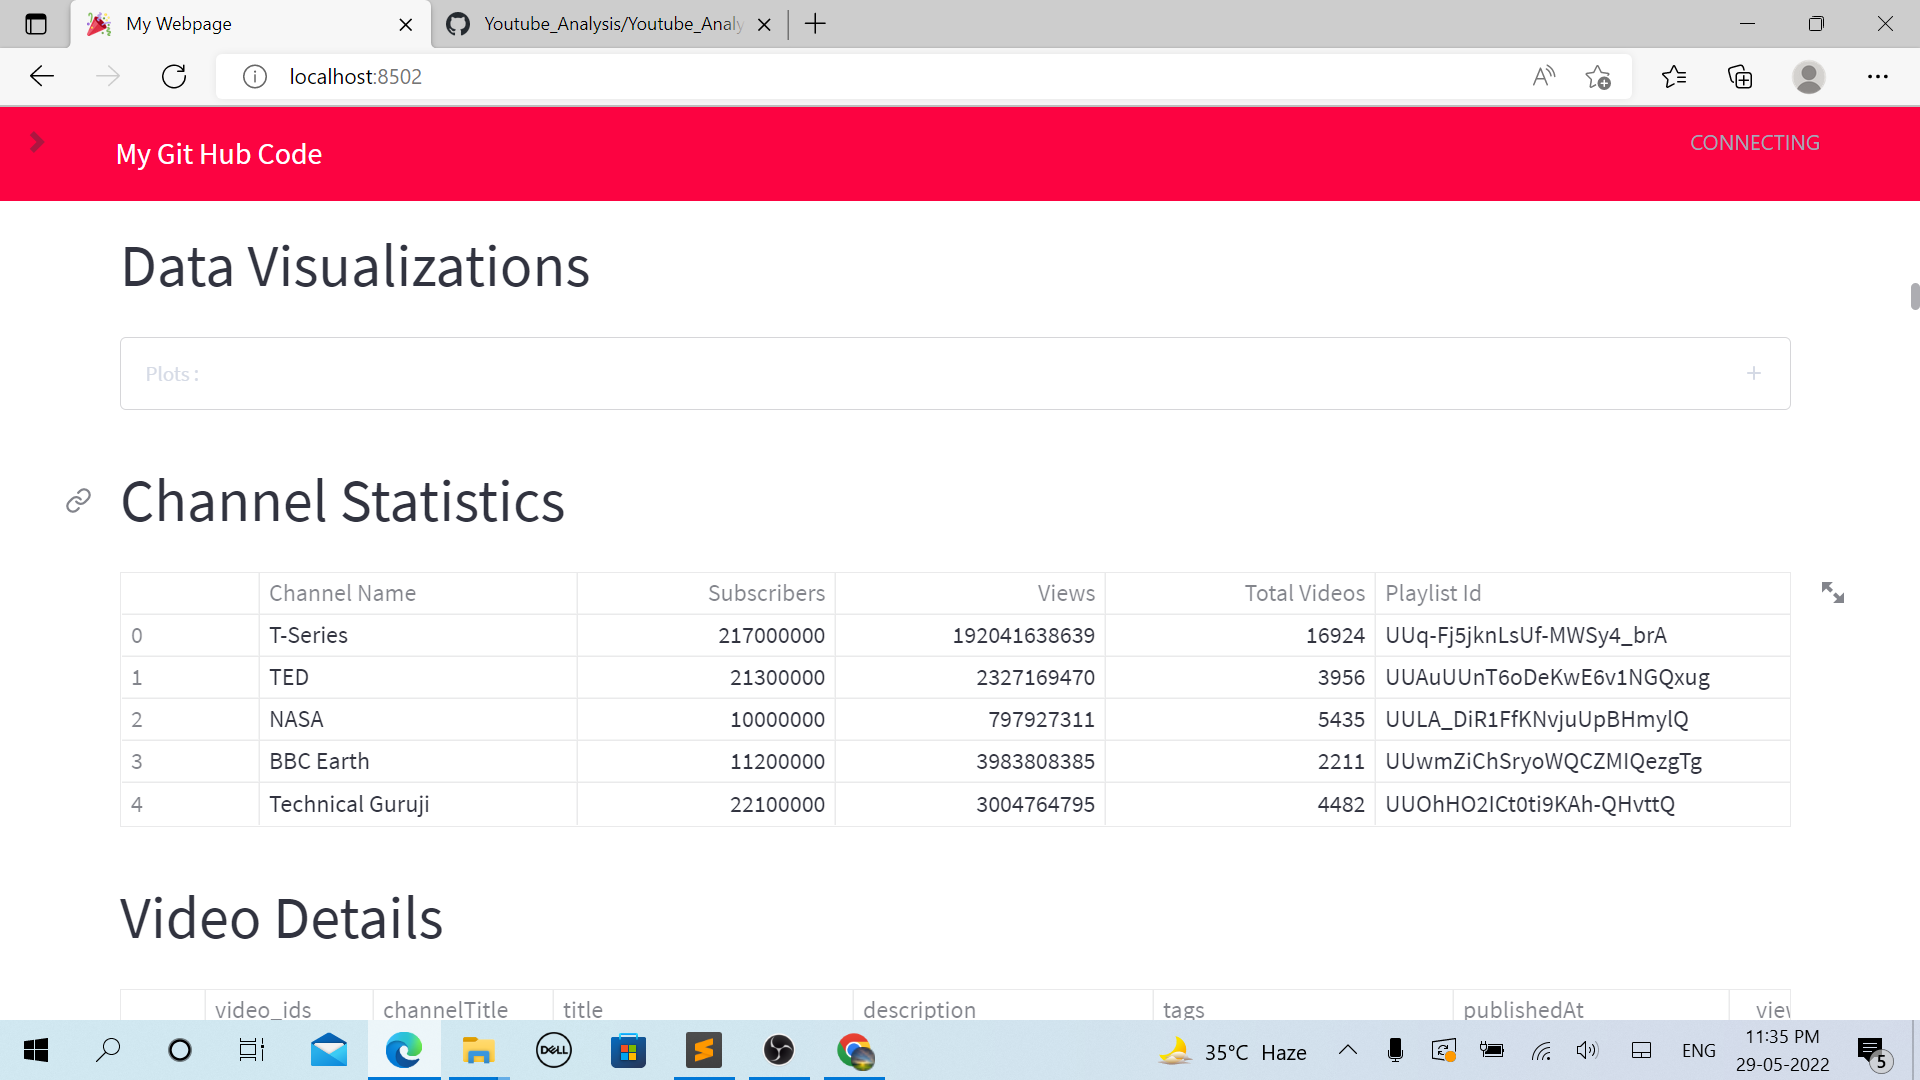 My Webpage
Youtube_Analysis/Youtube_Analy
localhost:8502
My Git Hub Code
CONNECTING
Data Visualizations
Plots :
Channel Statistics
Channel Name Subscribers Views Total Videos Playlist Id
0 T-Series 217000000 192041638639 16924 UUq-Fj5jknLsUf-MWSy4_brA
1 TED 21300000 2327169470 3956 UUAuUUnT6oDeKwE6v1NGQxug
2 NASA 10000000 797927311 5435 UULA_DiR1FfKNvjuUpBHmylQ
3 BBC Earth 11200000 3983808385 2211 UUwmZiChSryoWQCZMIQezgTg
4 Technical Guruji 22100000 3004764795 4482 UUOhHO2ICt0ti9KAh-QHvttQ
Video Details
video_ids channelTitle title description tags publishedAt view
DELL
35°C Haze
ENG
11:35 PM
29-05-2022
5